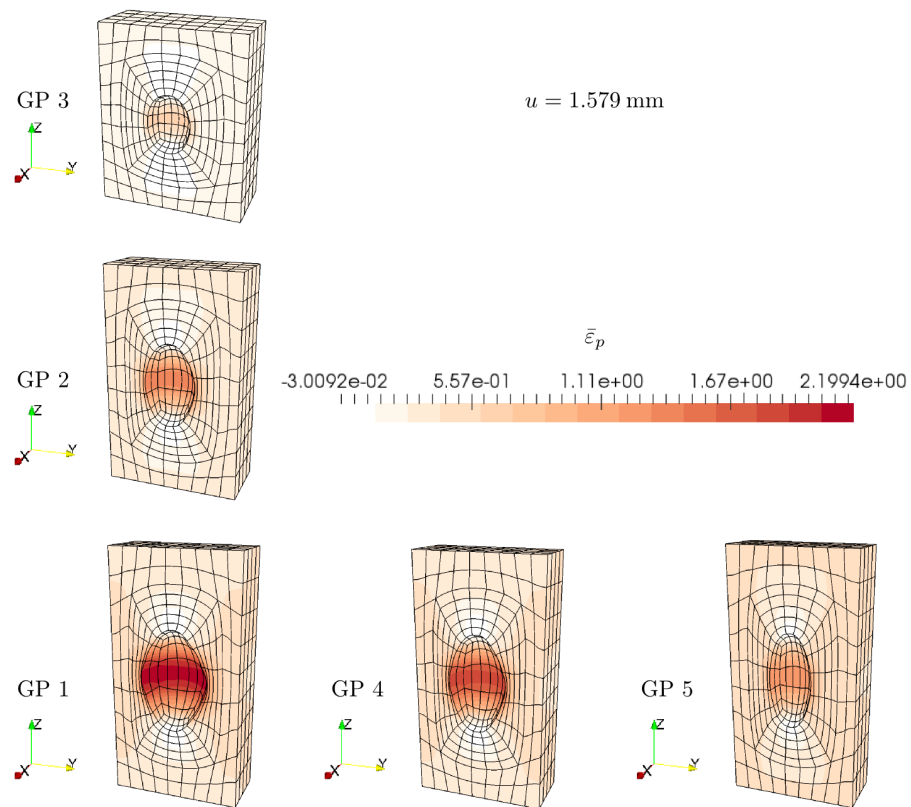 GP 3
Z
X
Y
u = 1.579 mm
GP 2
Z
X
Y
ε̄ₚ
-3.0092e-02 5.57e-01 1.11e+00 1.67e+00 2.1994e+00
GP 1
Z
X
Y
GP 4
Z
X
Y
GP 5
Z
X
Y